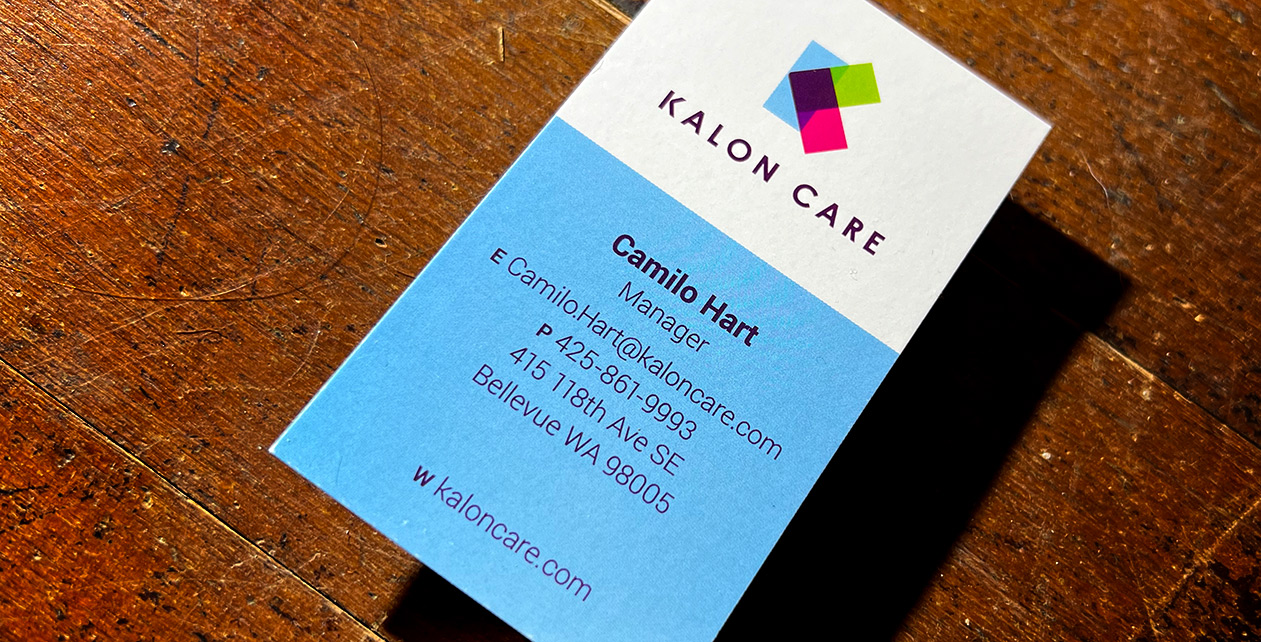 KALON CARE
Camilo Hart
Manager
E Camilo.Hart@kaloncare.com
P 425-861-9993
415 118th Ave SE
Bellevue WA 98005
W kaloncare.com